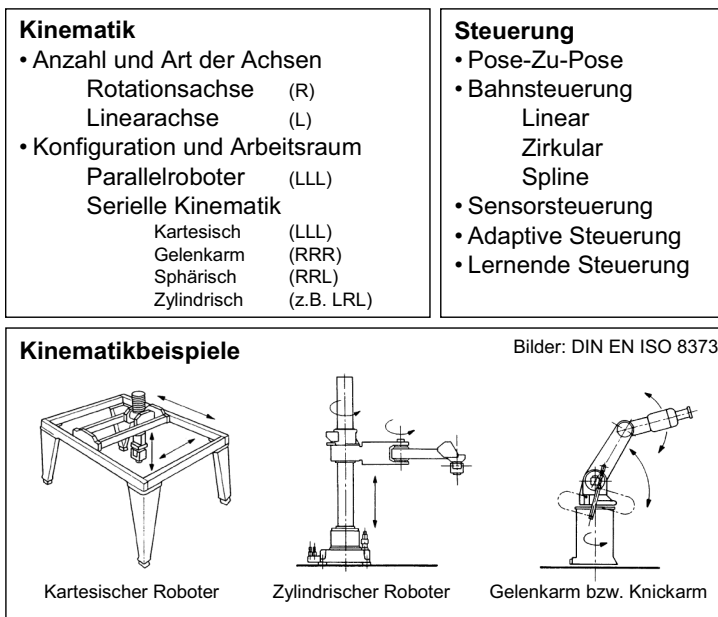 Kinematik
• Anzahl und Art der Achsen
Rotationsachse (R)
Linearachse (L)
• Konfiguration und Arbeitsraum
Parallelroboter (LLL)
Serielle Kinematik
Kartesisch (LLL)
Gelenkarm (RRR)
Sphärisch (RRL)
Zylindrisch (z.B. LRL)
Steuerung
• Pose-Zu-Pose
• Bahnsteuerung
Linear
Zirkular
Spline
• Sensorsteuerung
• Adaptive Steuerung
• Lernende Steuerung
Kinematikbeispiele
Bilder: DIN EN ISO 8373
Kartesischer Roboter
Zylindrischer Roboter
Gelenkarm bzw. Knickarm